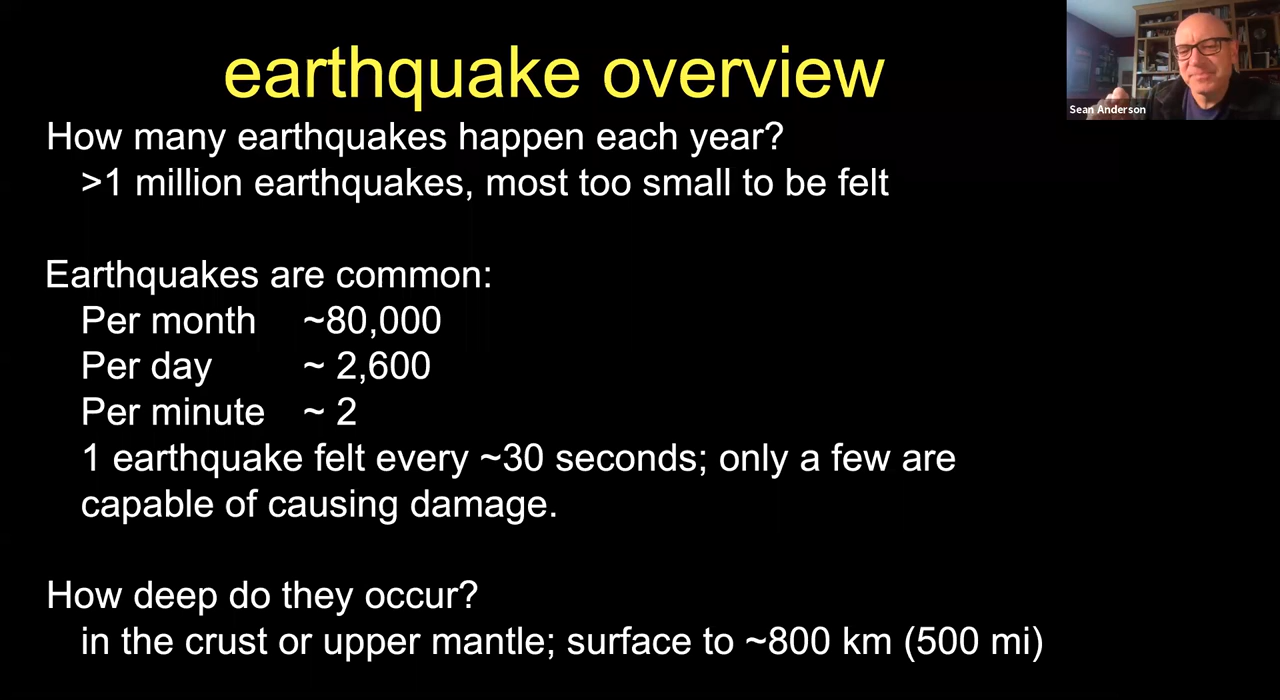 earthquake overview
Sean Anderson
How many earthquakes happen each year?
>1 million earthquakes, most too small to be felt
Earthquakes are common:
Per month ~80,000
Per day ~ 2,600
Per minute ~ 2
1 earthquake felt every ~30 seconds; only a few are
capable of causing damage.
How deep do they occur?
in the crust or upper mantle; surface to ~800 km (500 mi)